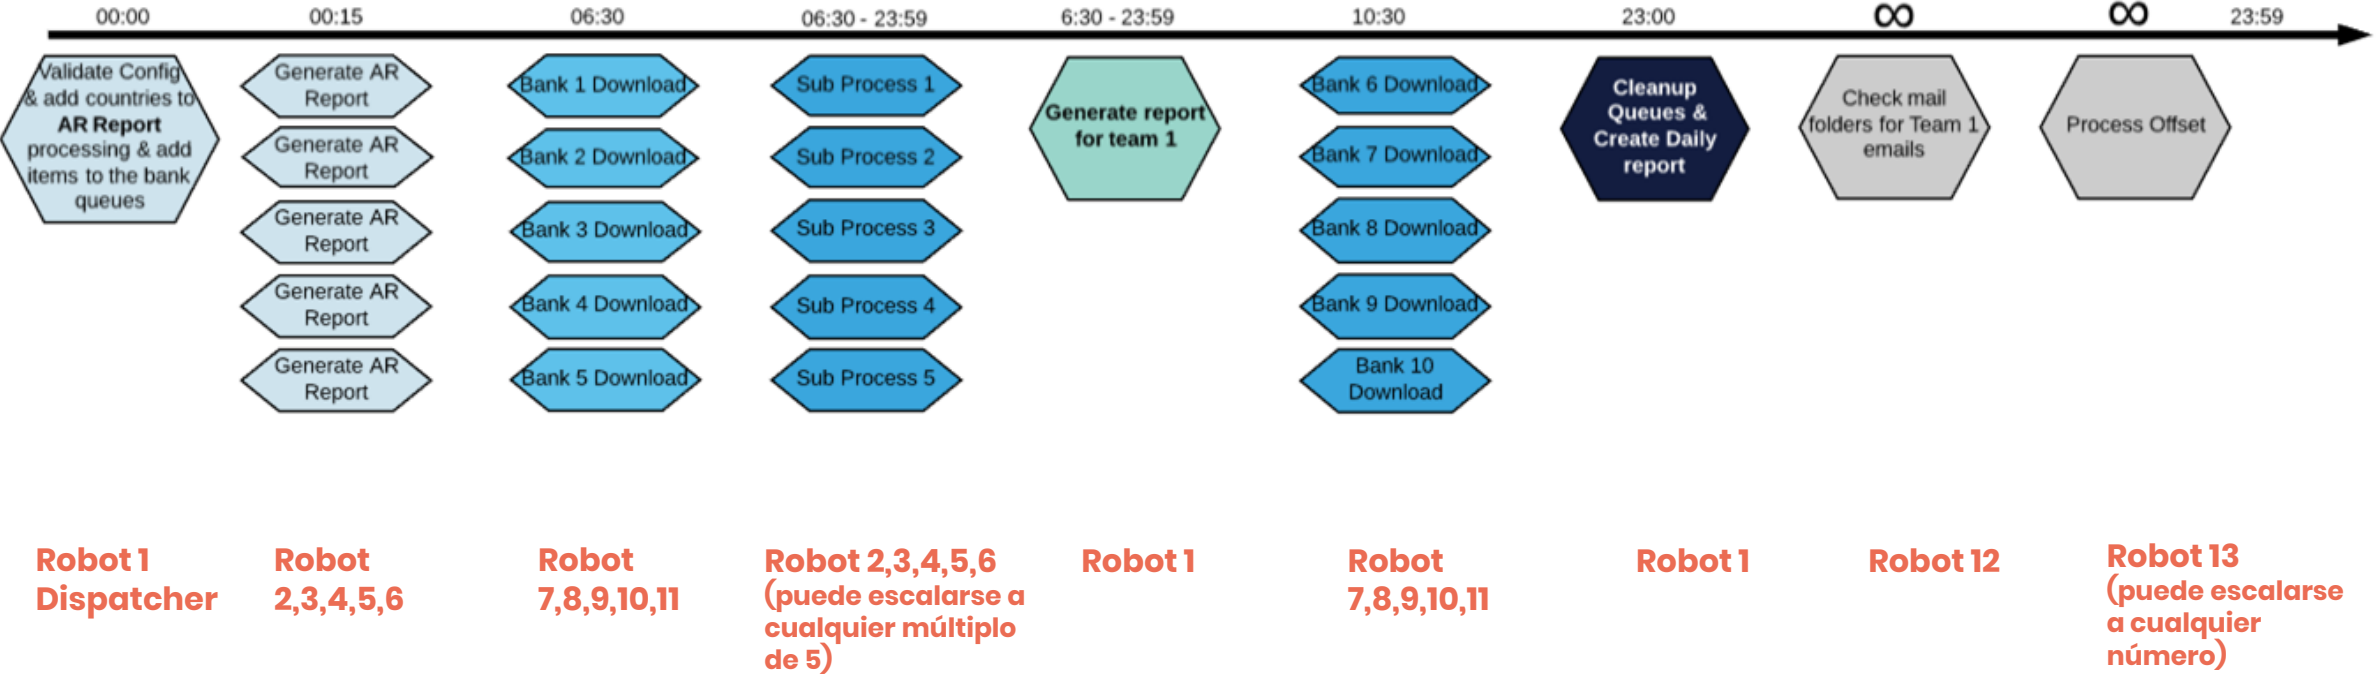 00:00
00:15
06:30
06:30 - 23:59
6:30 - 23:59
10:30
23:00
∞
∞
23:59
Validate Config
& add countries to
AR Report
processing & add
items to the bank
queues
Generate AR
Report
Generate AR
Report
Generate AR
Report
Generate AR
Report
Generate AR
Report
Bank 1 Download
Bank 2 Download
Bank 3 Download
Bank 4 Download
Bank 5 Download
Sub Process 1
Sub Process 2
Sub Process 3
Sub Process 4
Sub Process 5
Generate report
for team 1
Bank 6 Download
Bank 7 Download
Bank 8 Download
Bank 9 Download
Bank 10
Download
Cleanup
Queues &
Create Daily
report
Check mail
folders for Team 1
emails
Process Offset
Robot 1
Dispatcher
Robot
2,3,4,5,6
Robot
7,8,9,10,11
Robot 2,3,4,5,6
(puede escalarse a
cualquier múltiplo
de 5)
Robot 1
Robot
7,8,9,10,11
Robot 1
Robot 12
Robot 13
(puede escalarse
a cualquier
número)